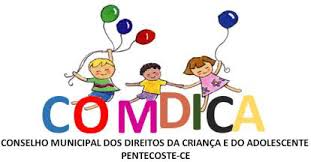 COMDICA
CONSELHO MUNICIPAL DOS DIREITOS DA CRIANÇA E DO ADOLESCENTE
PENTECOSTE-CE